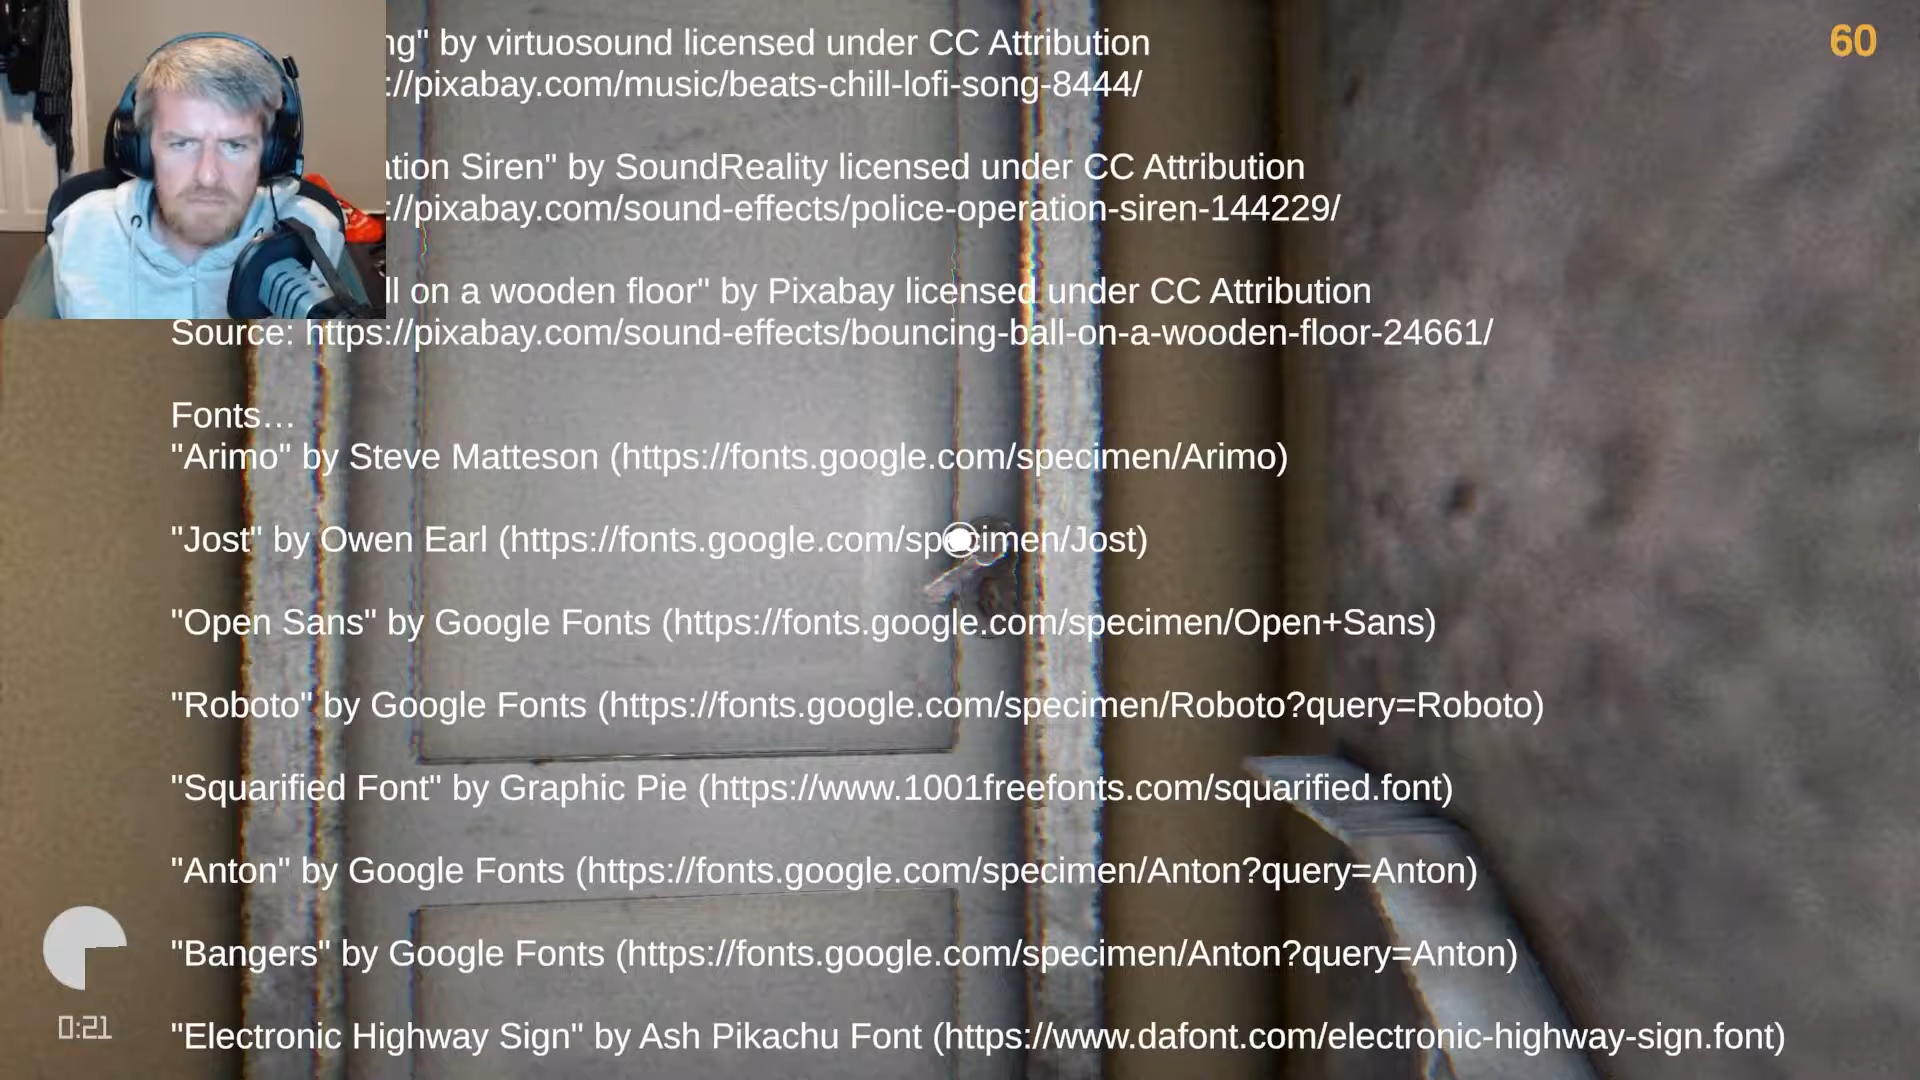 60
ng" by virtuosound licensed under CC Attribution
://pixabay.com/music/beats-chill-lofi-song-8444/
ation Siren" by SoundReality licensed under CC Attribution
://pixabay.com/sound-effects/police-operation-siren-144229/
ll on a wooden floor" by Pixabay licensed under CC Attribution
Source: https://pixabay.com/sound-effects/bouncing-ball-on-a-wooden-floor-24661/
Fonts…
"Arimo" by Steve Matteson (https://fonts.google.com/specimen/Arimo)
"Jost" by Owen Earl (https://fonts.google.com/specimen/Jost)
"Open Sans" by Google Fonts (https://fonts.google.com/specimen/Open+Sans)
"Roboto" by Google Fonts (https://fonts.google.com/specimen/Roboto?query=Roboto)
"Squarified Font" by Graphic Pie (https://www.1001freefonts.com/squarified.font)
"Anton" by Google Fonts (https://fonts.google.com/specimen/Anton?query=Anton)
"Bangers" by Google Fonts (https://fonts.google.com/specimen/Anton?query=Anton)
0:21
"Electronic Highway Sign" by Ash Pikachu Font (https://www.dafont.com/electronic-highway-sign.font)